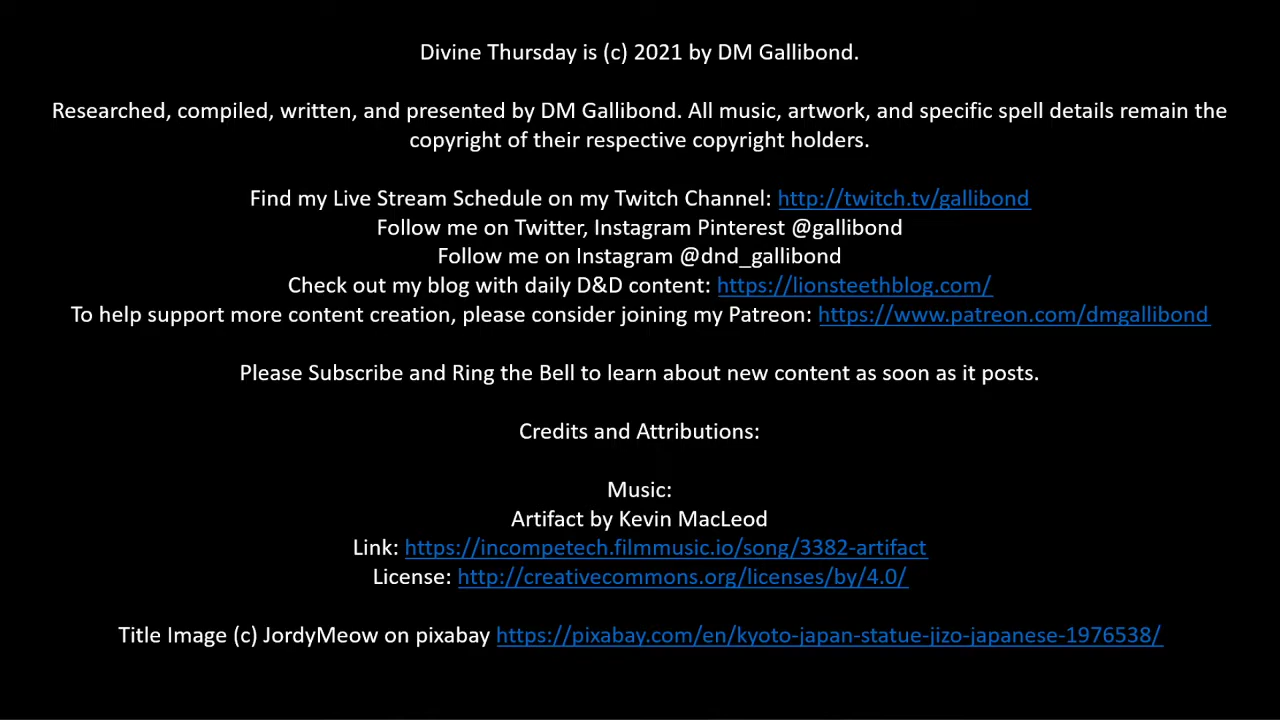 Divine Thursday is (c) 2021 by DM Gallibond.
Researched, compiled, written, and presented by DM Gallibond. All music, artwork, and specific spell details remain the
copyright of their respective copyright holders.
Find my Live Stream Schedule on my Twitch Channel: http://twitch.tv/gallibond
Follow me on Twitter, Instagram Pinterest @gallibond
Follow me on Instagram @dnd_gallibond
Check out my blog with daily D&D content: https://lionsteethblog.com/
To help support more content creation, please consider joining my Patreon: https://www.patreon.com/dmgallibond
Please Subscribe and Ring the Bell to learn about new content as soon as it posts.
Credits and Attributions:
Music:
Artifact by Kevin MacLeod
Link: https://incompetech.filmmusic.io/song/3382-artifact
License: http://creativecommons.org/licenses/by/4.0/
Title Image (c) JordyMeow on pixabay https://pixabay.com/en/kyoto-japan-statue-jizo-japanese-1976538/